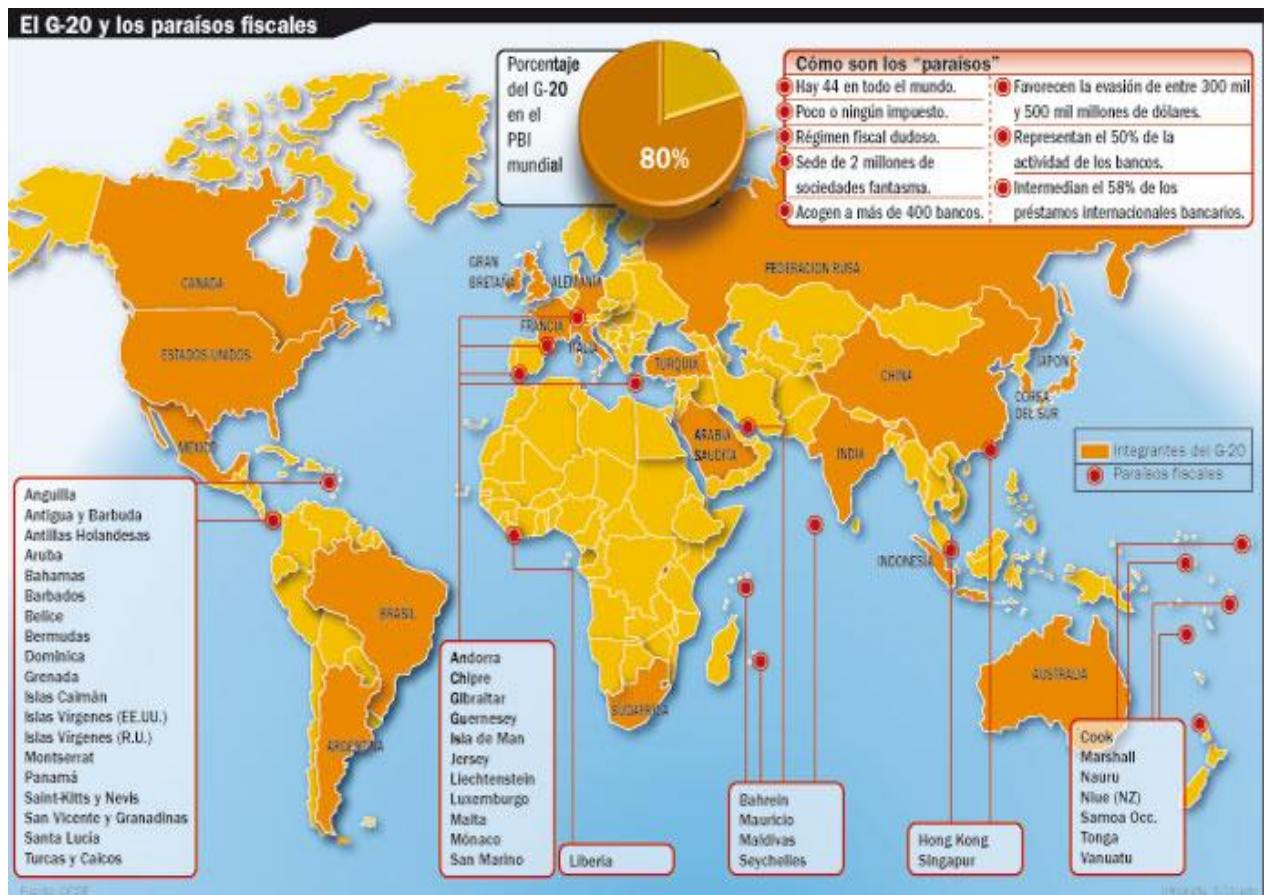 El G-20 y los paraísos fiscales
Porcentaje
del G-20
en el
PBI
mundial
80%
Cómo son los "paraísos"
Hay 44 en todo el mundo.
Poco o ningún impuesto.
Régimen fiscal dudoso.
Sede de 2 millones de
sociedades fantasma.
Acogen a más de 400 bancos.
Favorecen la evasión de entre 300 mil
y 500 mil millones de dólares.
Representan el 50% de la
actividad de los bancos.
Intermedian el 58% de los
préstamos internacionales bancarios.
CANADA
ESTADOS UNIDOS
MEXICO
BRASIL
ARGENTINA
GRAN
BRETAÑA
ALEMANIA
FRANCIA
ITALIA
TURQUIA
FEDERACION RUSA
ARABIA
SAUDITA
CHINA
INDIA
JAPON
COREA
DEL SUR
INDONESIA
AUSTRALIA
SUDAFRICA
Integrantes del G-20
Paraísos fiscales
Anguilla
Antigua y Barbuda
Antillas Holandesas
Aruba
Bahamas
Barbados
Belice
Bermudas
Dominica
Grenada
Islas Caimán
Islas Vírgenes (EE.UU.)
Islas Vírgenes (R.U.)
Montserrat
Panamá
Saint-Kitts y Nevis
San Vicente y Granadinas
Santa Lucía
Turcas y Caicos
Andorra
Chipre
Gibraltar
Guernesey
Isla de Man
Jersey
Liechtenstein
Luxemburgo
Malta
Mónaco
San Marino
Liberia
Bahrein
Mauricio
Maldivas
Seychelles
Hong Kong
Singapur
Cook
Marshall
Nauru
Niue (NZ)
Samoa Occ.
Tonga
Vanuatu